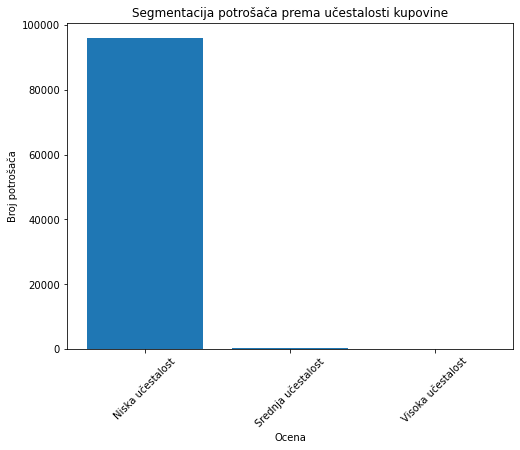 Segmentacija potrošača prema učestalosti kupovine
100000
80000
60000
40000
20000
0
Broj potrošača
Niska učestalost
Srednja učestalost
Visoka učestalost
Ocena